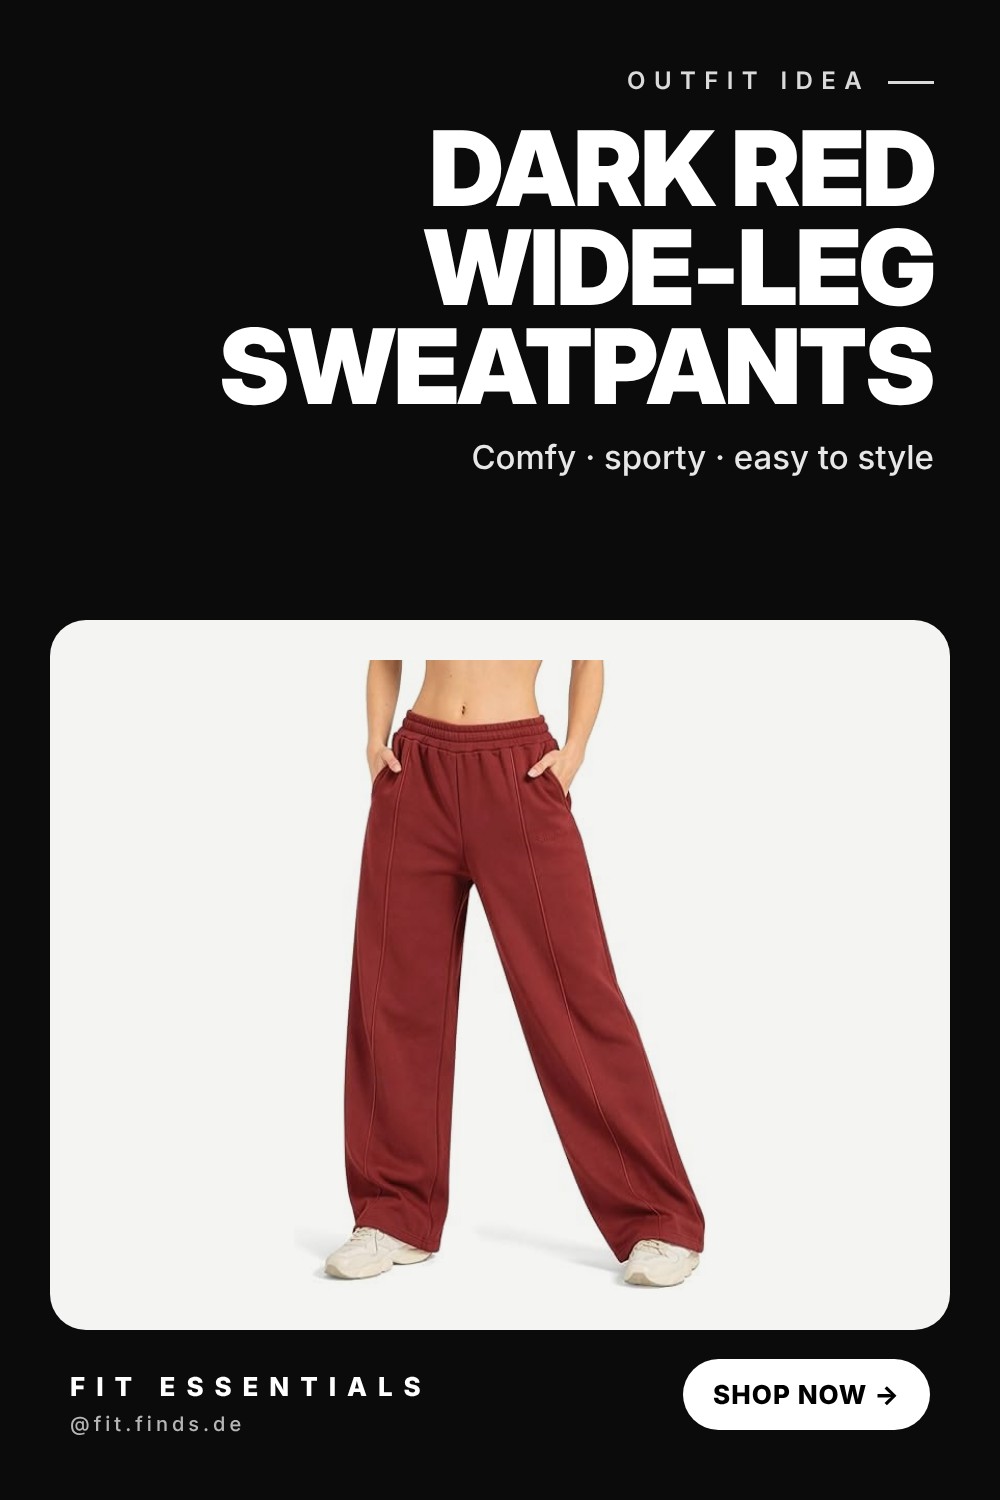 OUTFIT IDEA
DARK RED
WIDE-LEG
SWEATPANTS
Comfy · sporty · easy to style
FIT ESSENTIALS
@fit.finds.de
SHOP NOW →